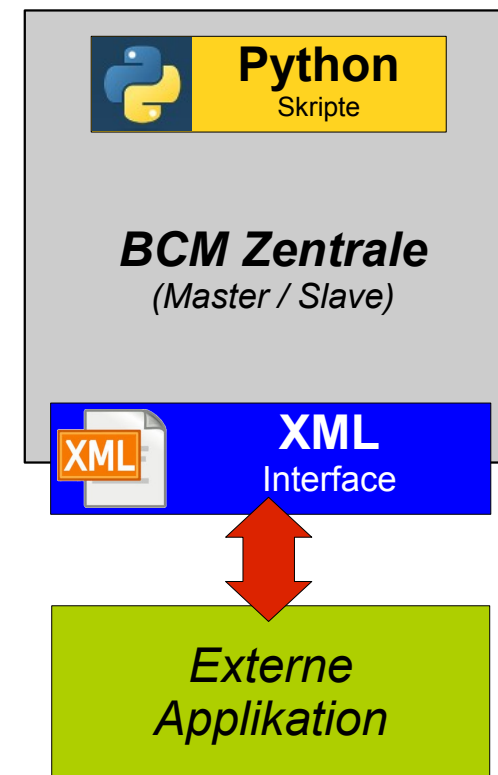 Python
Skripte
BCM Zentrale
(Master / Slave)
XML
XML
Interface
Externe
Applikation